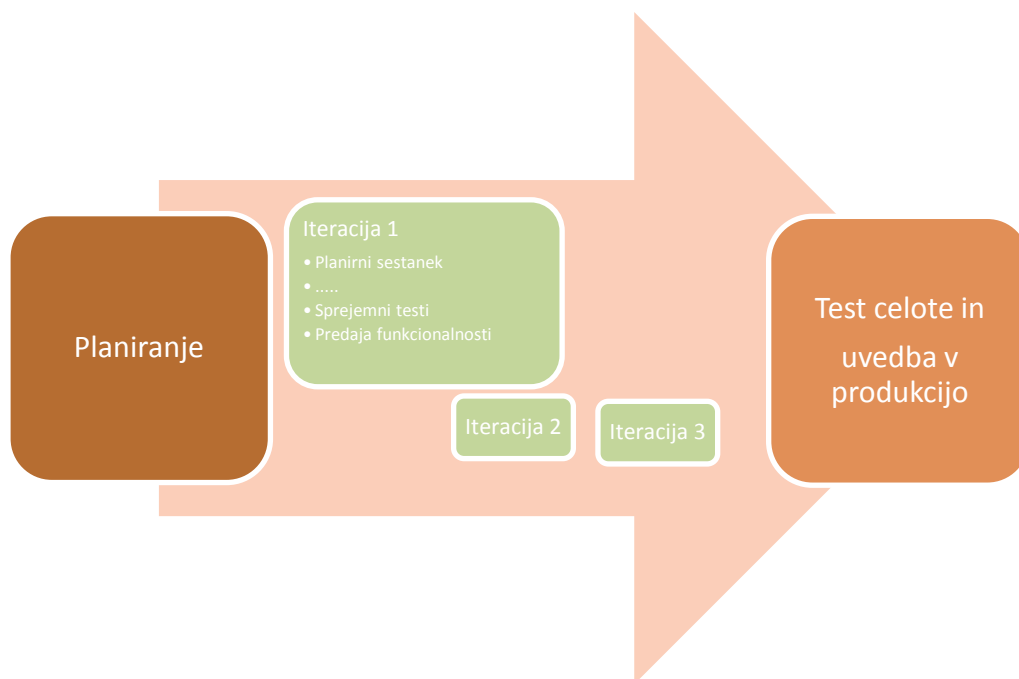 Planiranje
Iteracija 1
• Planirni sestanek
• .....
• Sprejemni testi
• Predaja funkcionalnosti
Iteracija 2
Iteracija 3
Test celote in
uvedba v
produkcijo